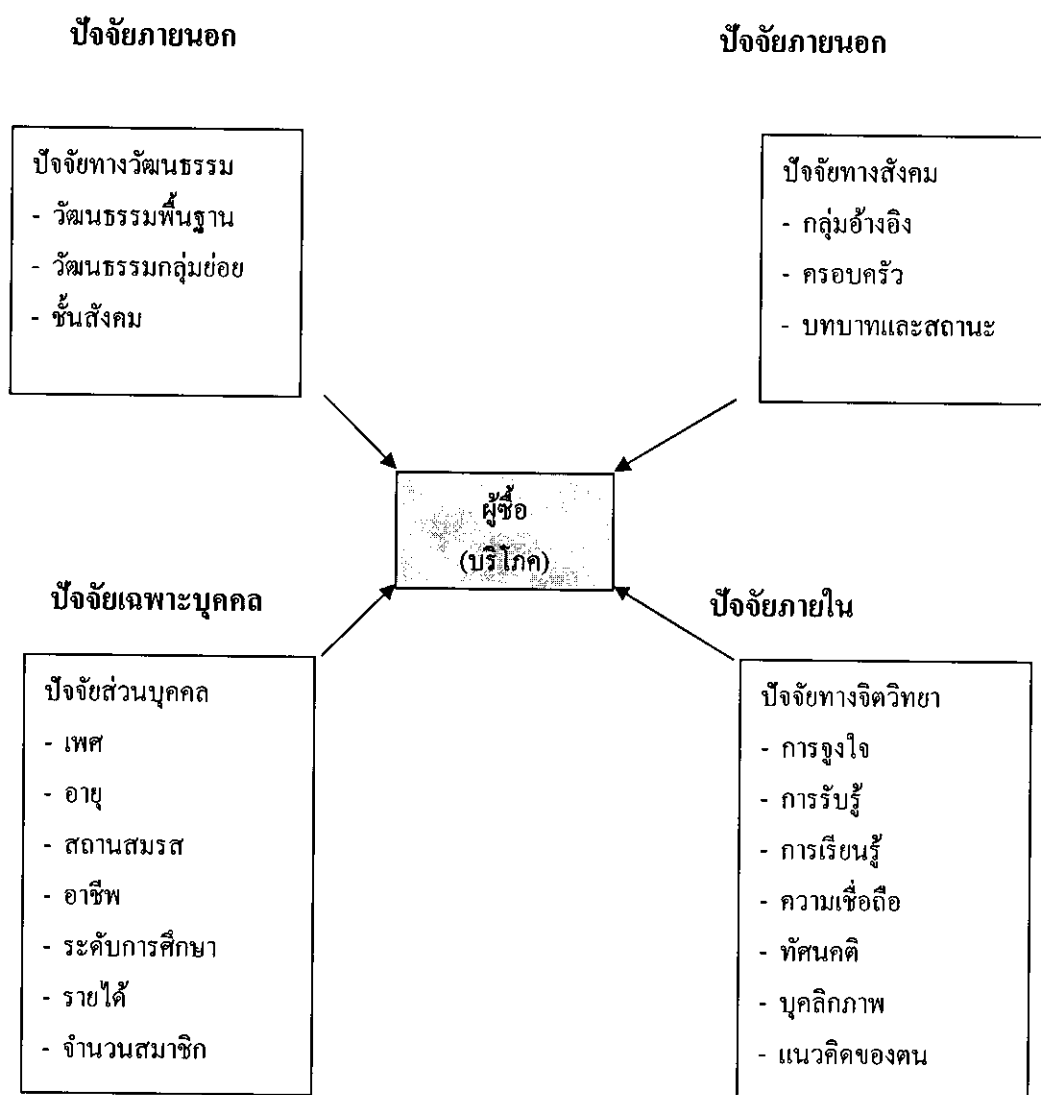 ปัจจัยภายนอก
ปัจจัยภายนอก
ปัจจัยทางวัฒนธรรม
- วัฒนธรรมพื้นฐาน
- วัฒนธรรมกลุ่มย่อย
- ชั้นสังคม
ปัจจัยทางสังคม
- กลุ่มอ้างอิง
- ครอบครัว
- บทบาทและสถานะ
ผู้ซื้อ
(บริโภค)
ปัจจัยเฉพาะบุคคล
ปัจจัยภายใน
ปัจจัยส่วนบุคคล
- เพศ
- อายุ
- สถานสมรส
- อาชีพ
- ระดับการศึกษา
- รายได้
- จำนวนสมาชิก
ปัจจัยทางจิตวิทยา
- การจูงใจ
- การรับรู้
- การเรียนรู้
- ความเชื่อถือ
- ทัศนคติ
- บุคลิกภาพ
- แนวคิดของตน